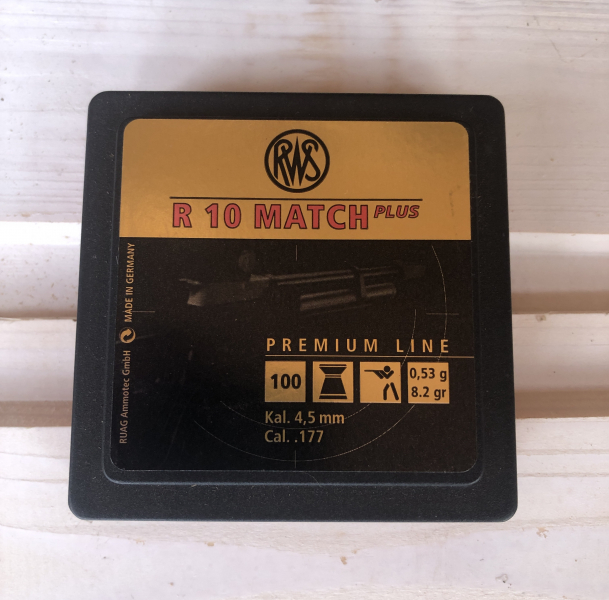 RWS
R 10 MATCH PLUS
RUAG Ammotec GmbH MADE IN GERMANY
PREMIUM LINE
100
0,53 g
8.2 gr
Kal. 4,5 mm
Cal. .177